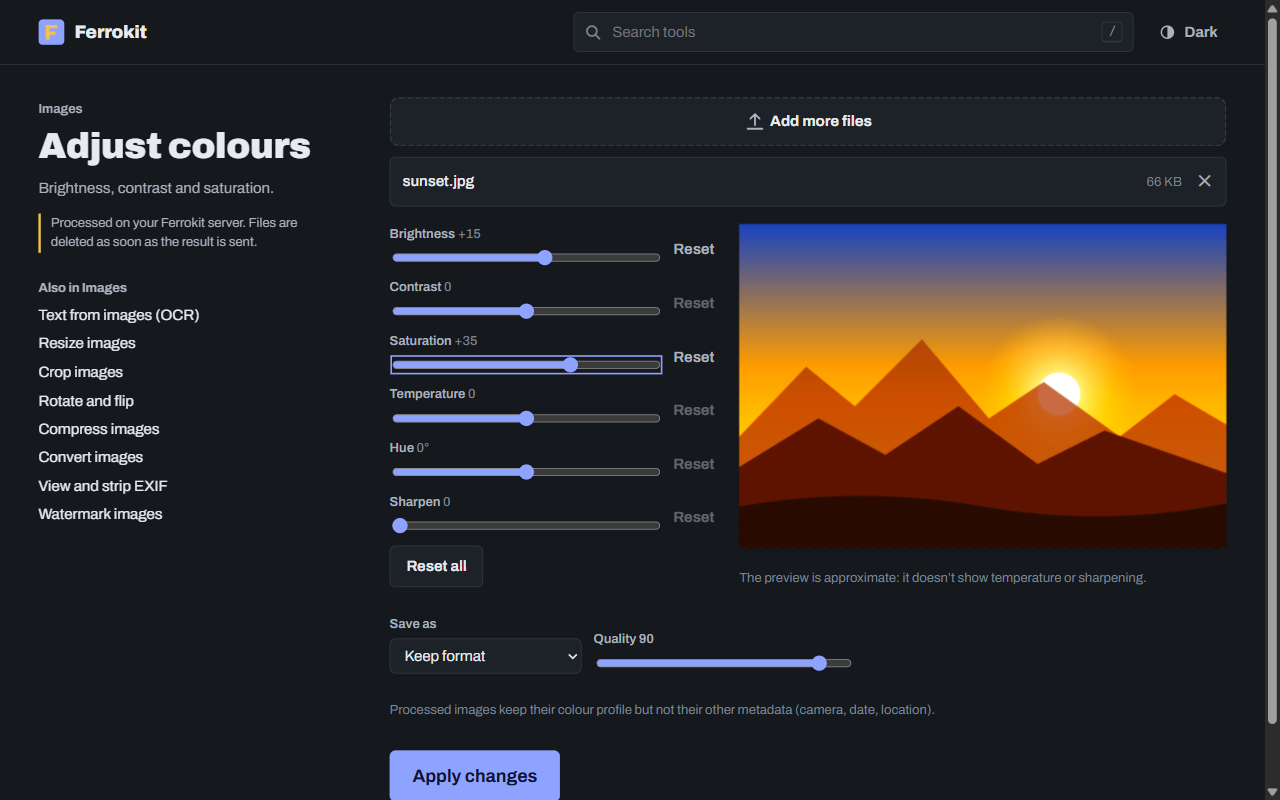 F Ferrokit
Search tools /
Dark
Images
Adjust colours
Brightness, contrast and saturation.
Processed on your Ferrokit server. Files are
deleted as soon as the result is sent.
Also in Images
Text from images (OCR)
Resize images
Crop images
Rotate and flip
Compress images
Convert images
View and strip EXIF
Watermark images
Add more files
sunset.jpg 66 KB
Brightness +15
Reset
Contrast 0
Reset
Saturation +35
Reset
Temperature 0
Reset
Hue 0°
Reset
Sharpen 0
Reset
Reset all
The preview is approximate: it doesn’t show temperature or sharpening.
Save as
Keep format
Quality 90
Processed images keep their colour profile but not their other metadata (camera, date, location).
Apply changes